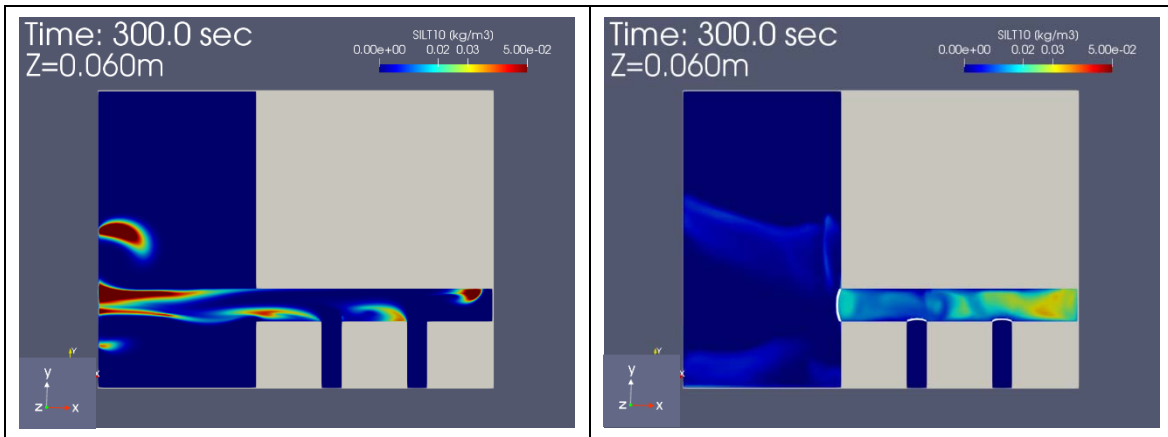 Time: 300.0 sec
Z=0.060m
SILT10 (kg/m3)
0.00e+00 0.02 0.03 5.00e-02
Y
x
y
z x
Time: 300.0 sec
Z=0.060m
SILT10 (kg/m3)
0.00e+00 0.02 0.03 5.00e-02
Y
x
y
z x